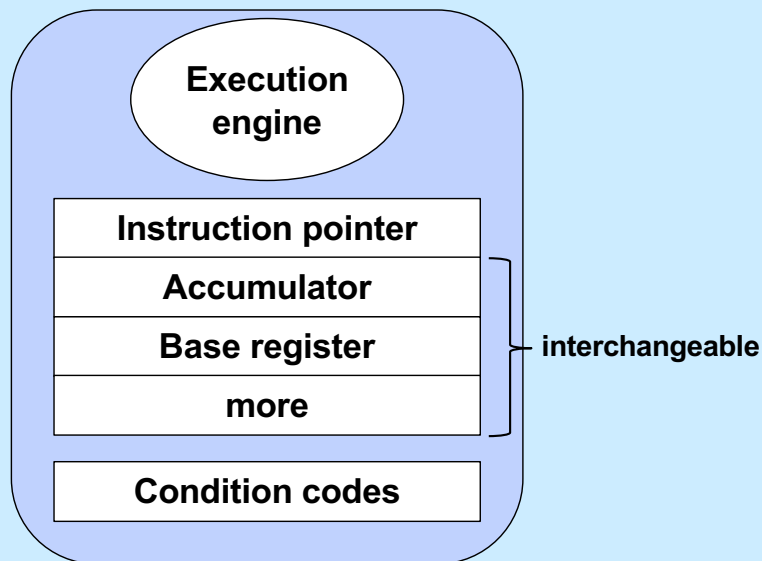 Execution
engine
Instruction pointer
Accumulator
Base register
interchangeable
more
Condition codes